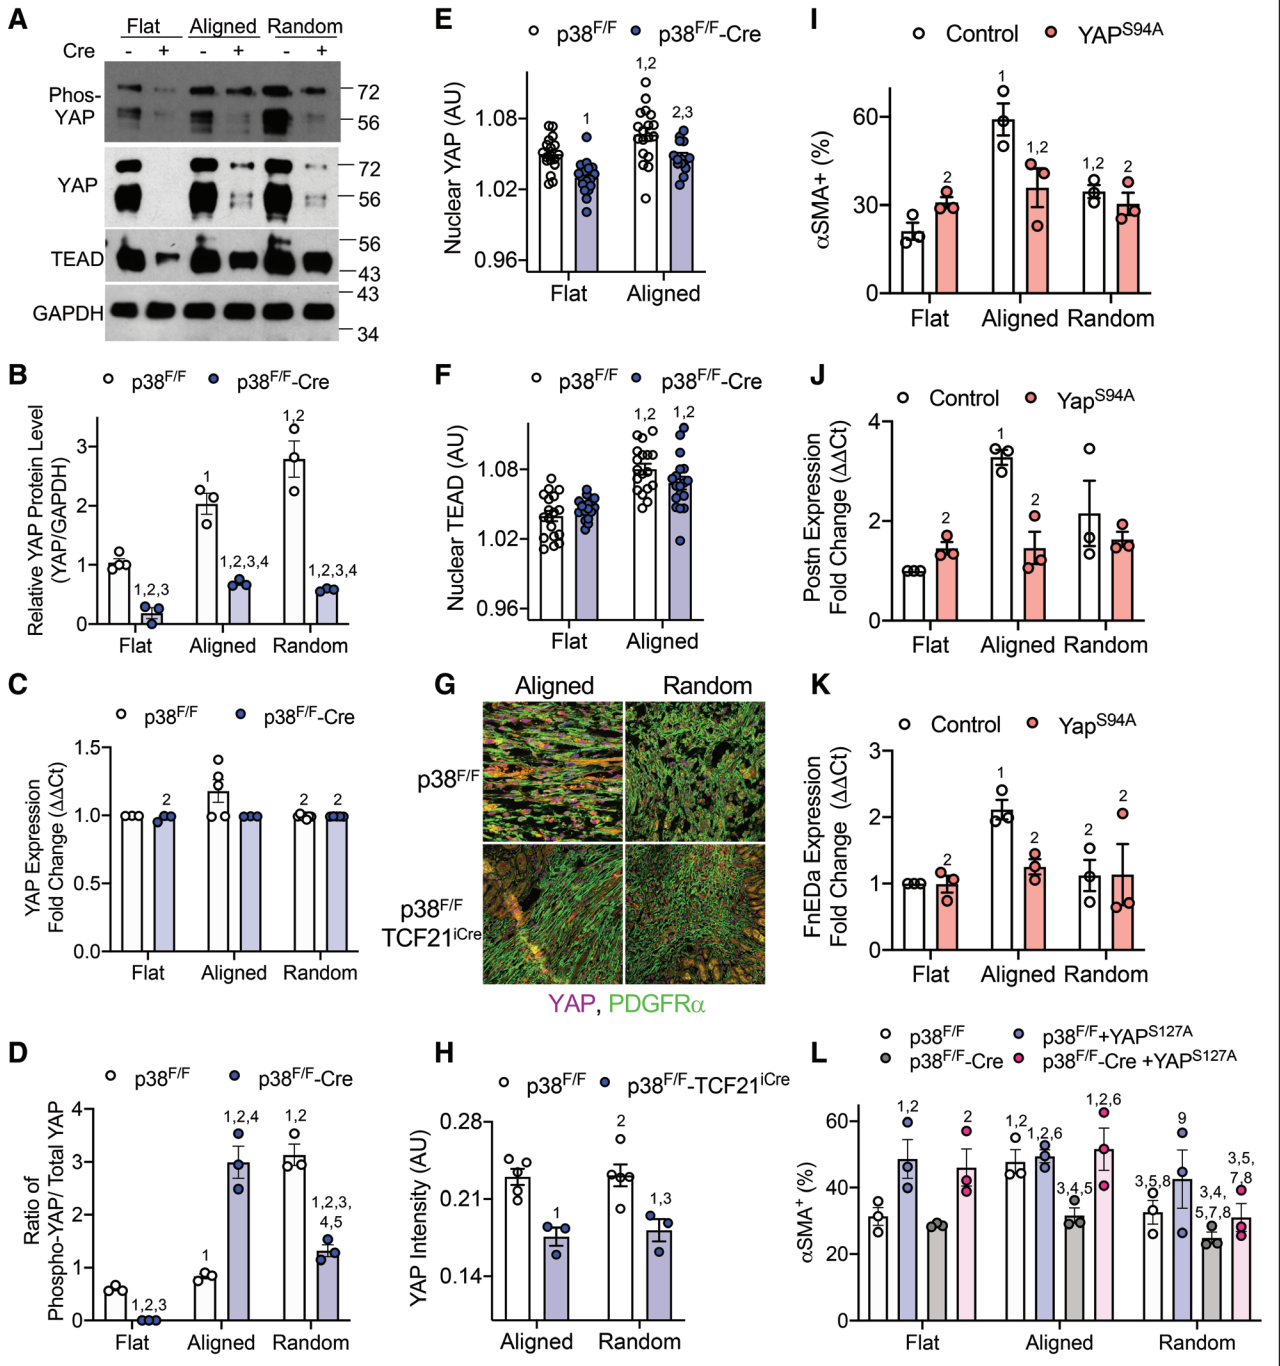 A
Flat Aligned Random
Cre - + - + - +
Phos-
YAP
72
56
YAP
72
56
TEAD
56
43
GAPDH
43
34
B
p38F/F p38F/F-Cre
Relative YAP Protein Level
(YAP/GAPDH)
3
2
1
0
1,2,3
1
1,2,3,4
1,2
1,2,3,4
Flat Aligned Random
C
p38F/F p38F/F-Cre
YAP Expression
Fold Change (ΔΔCt)
1.5
1.0
0.5
0.0
2
2
2
Flat Aligned Random
D
p38F/F p38F/F-Cre
Ratio of
Phospho-YAP/ Total YAP
4
3
2
1
0
1,2,3
1
1,2,4
1,2
1,2,3,
4,5
Flat Aligned Random
E
p38F/F p38F/F-Cre
Nuclear YAP (AU)
1.08
1.02
0.96
1
1,2
2,3
Flat Aligned
F
p38F/F p38F/F-Cre
Nuclear TEAD (AU)
1.08
1.02
0.96
1,2
1,2
Flat Aligned
G
Aligned Random
p38F/F
p38F/F
TCF21iCre
YAP, PDGFRα
H
p38F/F p38F/F-TCF21iCre
YAP Intensity (AU)
0.28
0.21
0.14
1
2
1,3
Aligned Random
I
Control YAPS94A
αSMA+ (%)
60
30
0
2
1
1,2
1,2
2
Flat Aligned Random
J
Control YapS94A
Postn Expression
Fold Change (ΔΔCt)
4
2
0
2
1
2
Flat Aligned Random
K
Control YapS94A
FnEDa Expression
Fold Change (ΔΔCt)
3
2
1
0
2
1
2
2
2
Flat Aligned Random
L
p38F/F p38F/F+YAPS127A
p38F/F-Cre p38F/F-Cre +YAPS127A
αSMA+ (%)
60
40
20
0
1,2
2
1,2
1,2,6
3,4,5
1,2,6
3,5,8
9
3,4,
5,7,8
3,5,
7,8
Flat Aligned Random